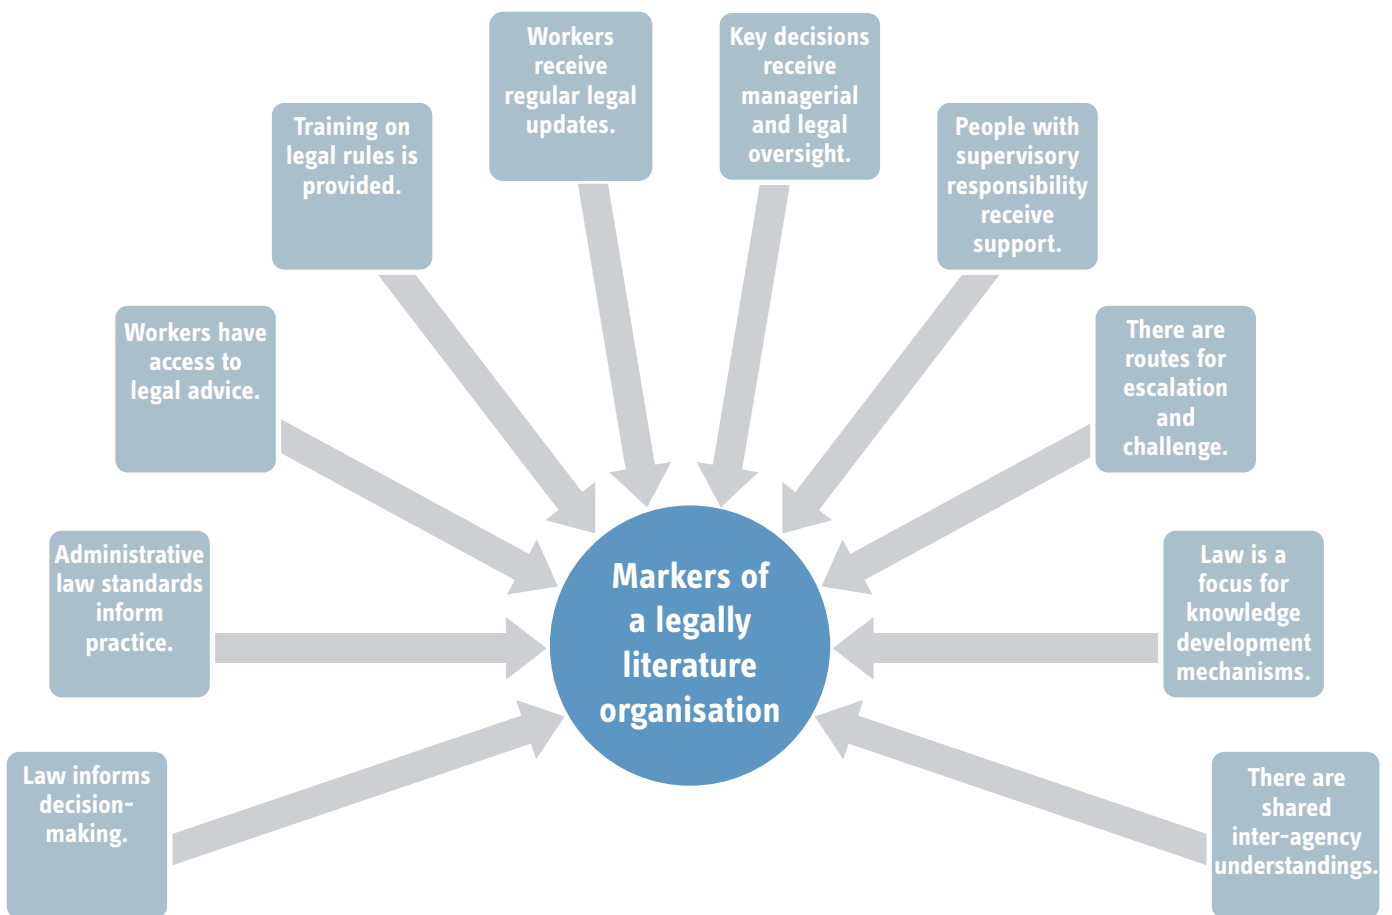 Workers
receive
regular legal
updates.
Key decisions
receive
managerial
and legal
oversight.
Training on
legal rules is
provided.
People with
supervisory
responsibility
receive
support.
Workers have
access to
legal advice.
There are
routes for
escalation
and
challenge.
Administrative
law standards
inform
practice.
Markers of
a legally
literature
organisation
Law is a
focus for
knowledge
development
mechanisms.
Law informs
decision-
making.
There are
shared
inter-agency
understandings.